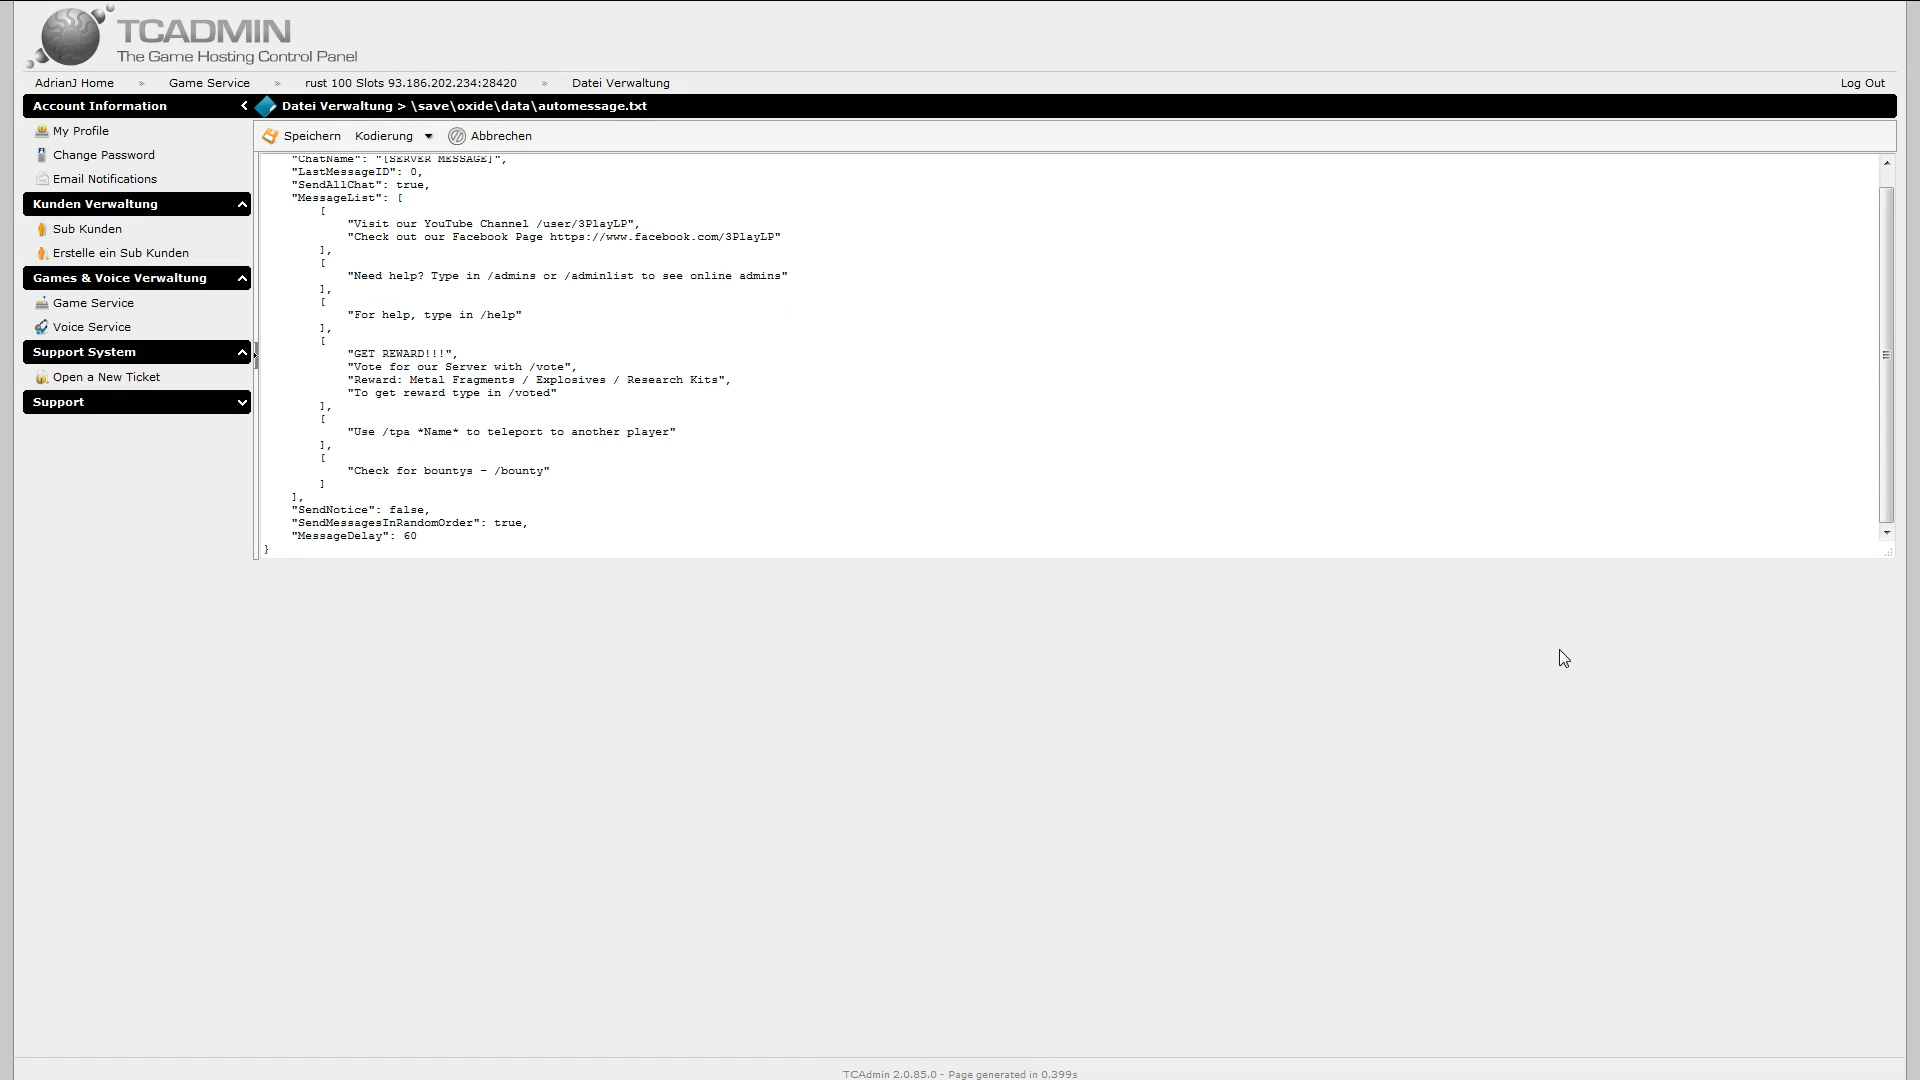 TCADMIN
The Game Hosting Control Panel
AdrianJ Home » Game Service » rust 100 Slots 93.186.202.234:28420 » Datei Verwaltung
Log Out
Account Information
My Profile
Change Password
Email Notifications
Kunden Verwaltung
Sub Kunden
Erstelle ein Sub Kunden
Games & Voice Verwaltung
Game Service
Voice Service
Support System
Open a New Ticket
Support
Datei Verwaltung > \save\oxide\data\automessage.txt
Speichern Kodierung Abbrechen
"ChatName": "[SERVER MESSAGE]",
"LastMessageID": 0,
"SendAllChat": true,
"MessageList": [
[
"Visit our YouTube Channel /user/3PlayLP",
"Check out our Facebook Page https://www.facebook.com/3PlayLP"
],
[
"Need help? Type in /admins or /adminlist to see online admins"
],
[
"For help, type in /help"
],
[
"GET REWARD!!!",
"Vote for our Server with /vote",
"Reward: Metal Fragments / Explosives / Research Kits",
"To get reward type in /voted"
],
[
"Use /tpa *Name* to teleport to another player"
],
[
"Check for bountys - /bounty"
]
],
"SendNotice": false,
"SendMessagesInRandomOrder": true,
"MessageDelay": 60
}
TCAdmin 2.0.85.0 - Page generated in 0,399s